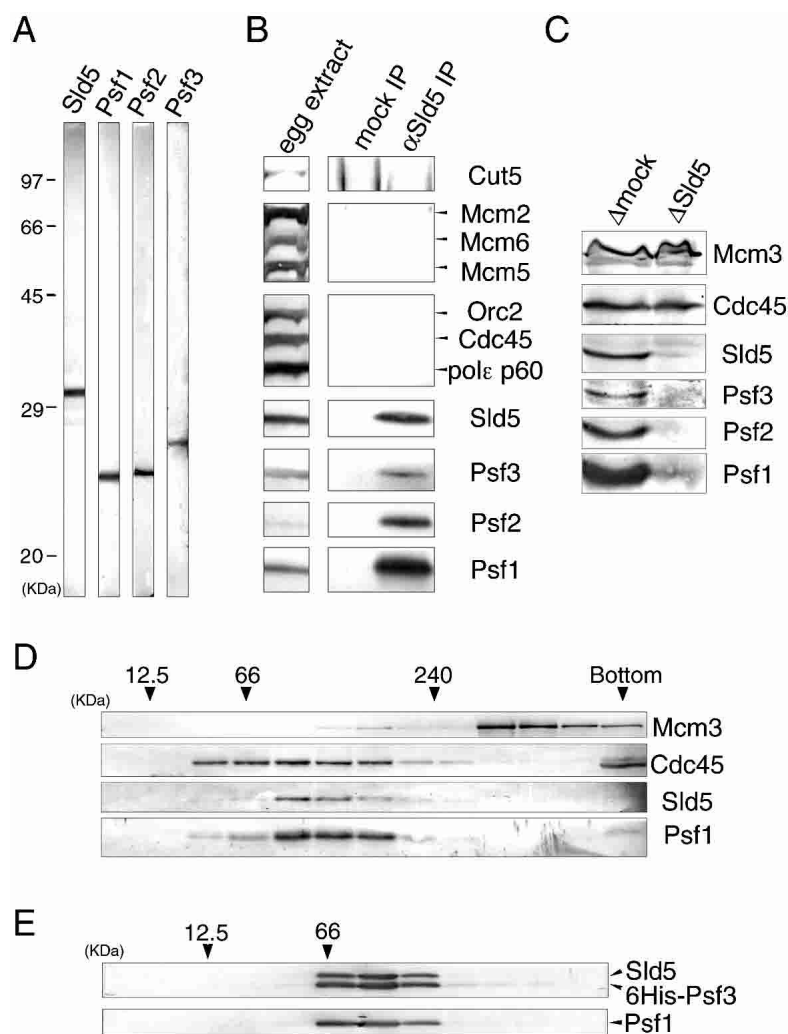 A
Sld5
Psf1
Psf2
Psf3
97
66
45
29
20
(KDa)
B
egg extract
mock IP
αSld5 IP
Cut5
Mcm2
Mcm6
Mcm5
Orc2
Cdc45
polε p60
Sld5
Psf3
Psf2
Psf1
C
Δmock
ΔSld5
Mcm3
Cdc45
Sld5
Psf3
Psf2
Psf1
D
12.5 66 240 Bottom
(KDa)
Mcm3
Cdc45
Sld5
Psf1
E
12.5 66
(KDa)
Sld5
6His-Psf3
Psf1